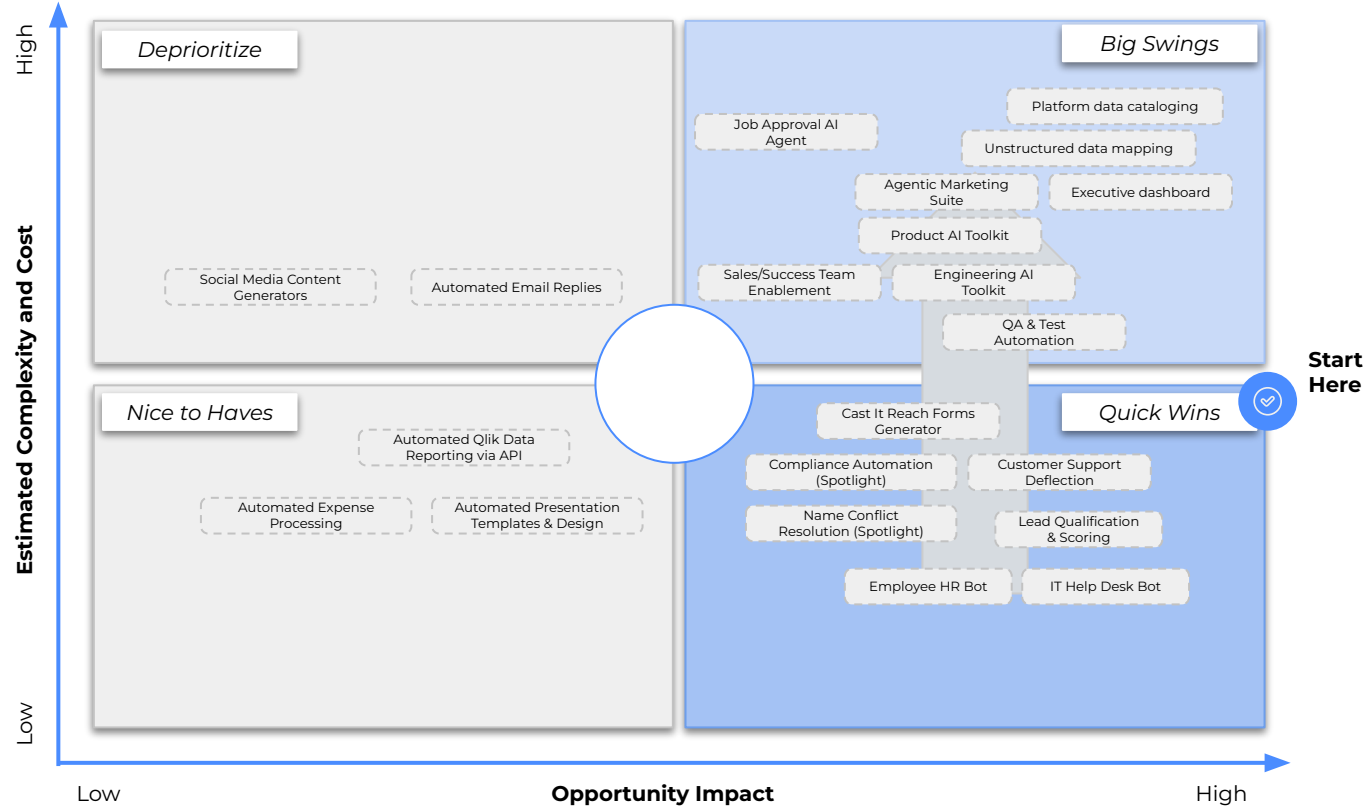 High
Deprioritize
Big Swings
Platform data cataloging
Job Approval AI
Agent
Unstructured data mapping
Agentic Marketing
Suite
Executive dashboard
Product AI Toolkit
Social Media Content
Generators
Automated Email Replies
Sales/Success Team
Enablement
Engineering AI
Toolkit
QA & Test
Automation
Estimated Complexity and Cost
Start
Here
Nice to Haves
Quick Wins
Cast It Reach Forms
Generator
Automated Qlik Data
Reporting via API
Compliance Automation
(Spotlight)
Customer Support
Deflection
Automated Expense
Processing
Automated Presentation
Templates & Design
Name Conflict
Resolution (Spotlight)
Lead Qualification
& Scoring
Employee HR Bot
IT Help Desk Bot
Low
Low
Opportunity Impact
High